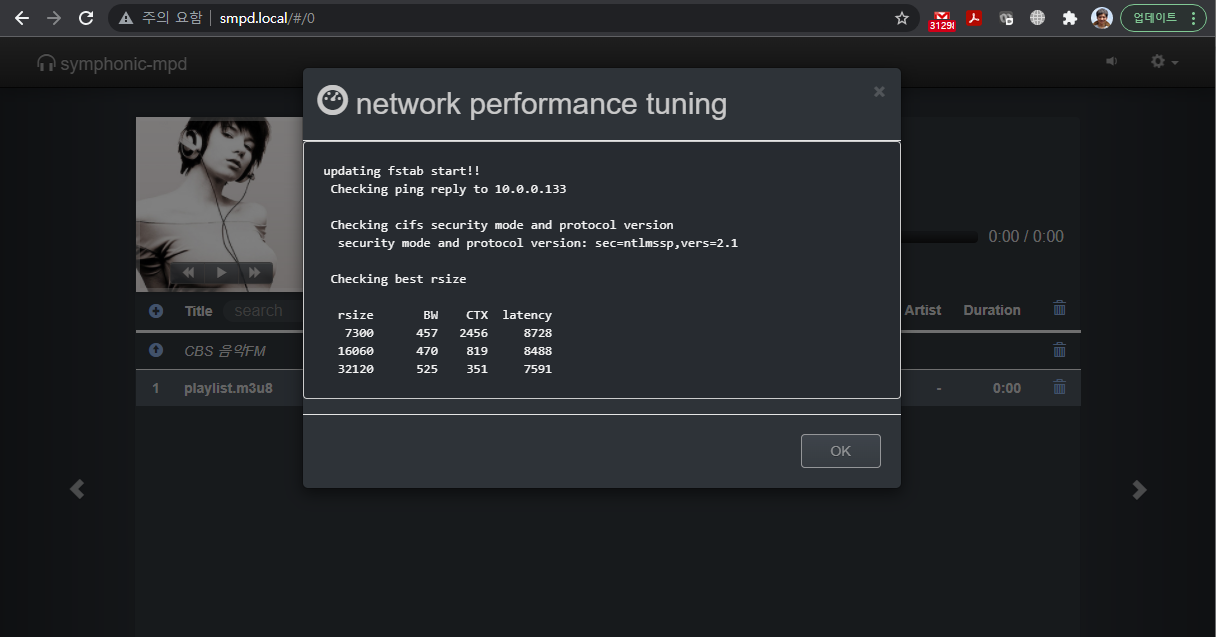 주의 요함 | smpd.local/#/0
3129
업데이트
symphonic-mpd
network performance tuning
×
updating fstab start!!
Checking ping reply to 10.0.0.133
Checking cifs security mode and protocol version
security mode and protocol version: sec=ntlmssp,vers=2.1
Checking best rsize
rsize BW CTX latency
7300 457 2456 8728
16060 470 819 8488
32120 525 351 7591
OK
0:00 / 0:00
Title search Artist Duration
CBS 음악FM
1 playlist.m3u8 - 0:00